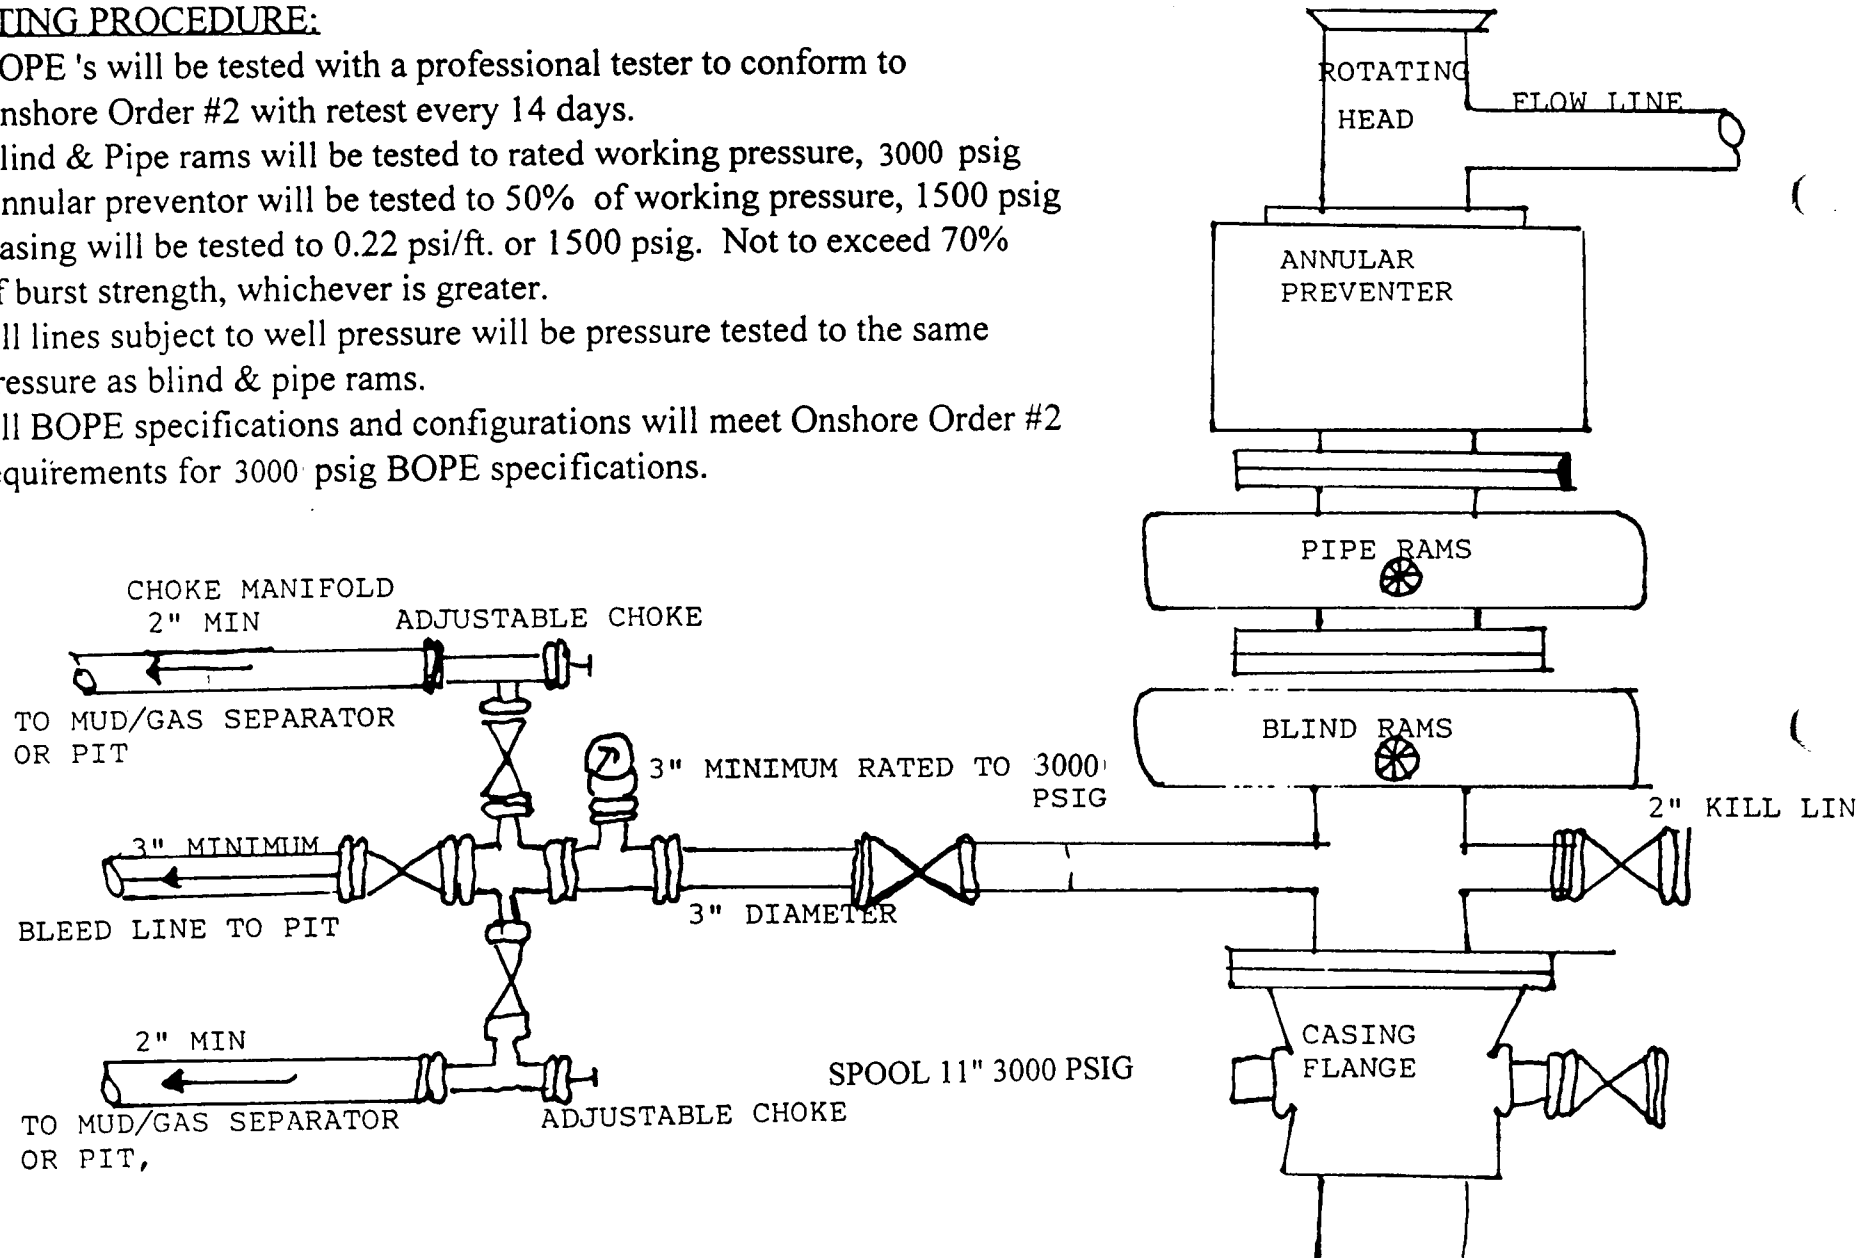 TING PROCEDURE:
OPE 's will be tested with a professional tester to conform to
nshore Order #2 with retest every 14 days.
lind & Pipe rams will be tested to rated working pressure, 3000 psig
nnular preventor will be tested to 50% of working pressure, 1500 psig
asing will be tested to 0.22 psi/ft. or 1500 psig. Not to exceed 70%
f burst strength, whichever is greater.
ll lines subject to well pressure will be pressure tested to the same
ressure as blind & pipe rams.
ll BOPE specifications and configurations will meet Onshore Order #2
equirements for 3000 psig BOPE specifications.
ROTATING
HEAD
FLOW LINE
ANNULAR
PREVENTER
PIPE RAMS
BLIND RAMS
CHOKE MANIFOLD
2" MIN
ADJUSTABLE CHOKE
TO MUD/GAS SEPARATOR
OR PIT
3" MINIMUM RATED TO 3000
PSIG
2" KILL LIN
3" MINIMUM
BLEED LINE TO PIT
3" DIAMETER
CASING
FLANGE
SPOOL 11" 3000 PSIG
2" MIN
ADJUSTABLE CHOKE
TO MUD/GAS SEPARATOR
OR PIT,